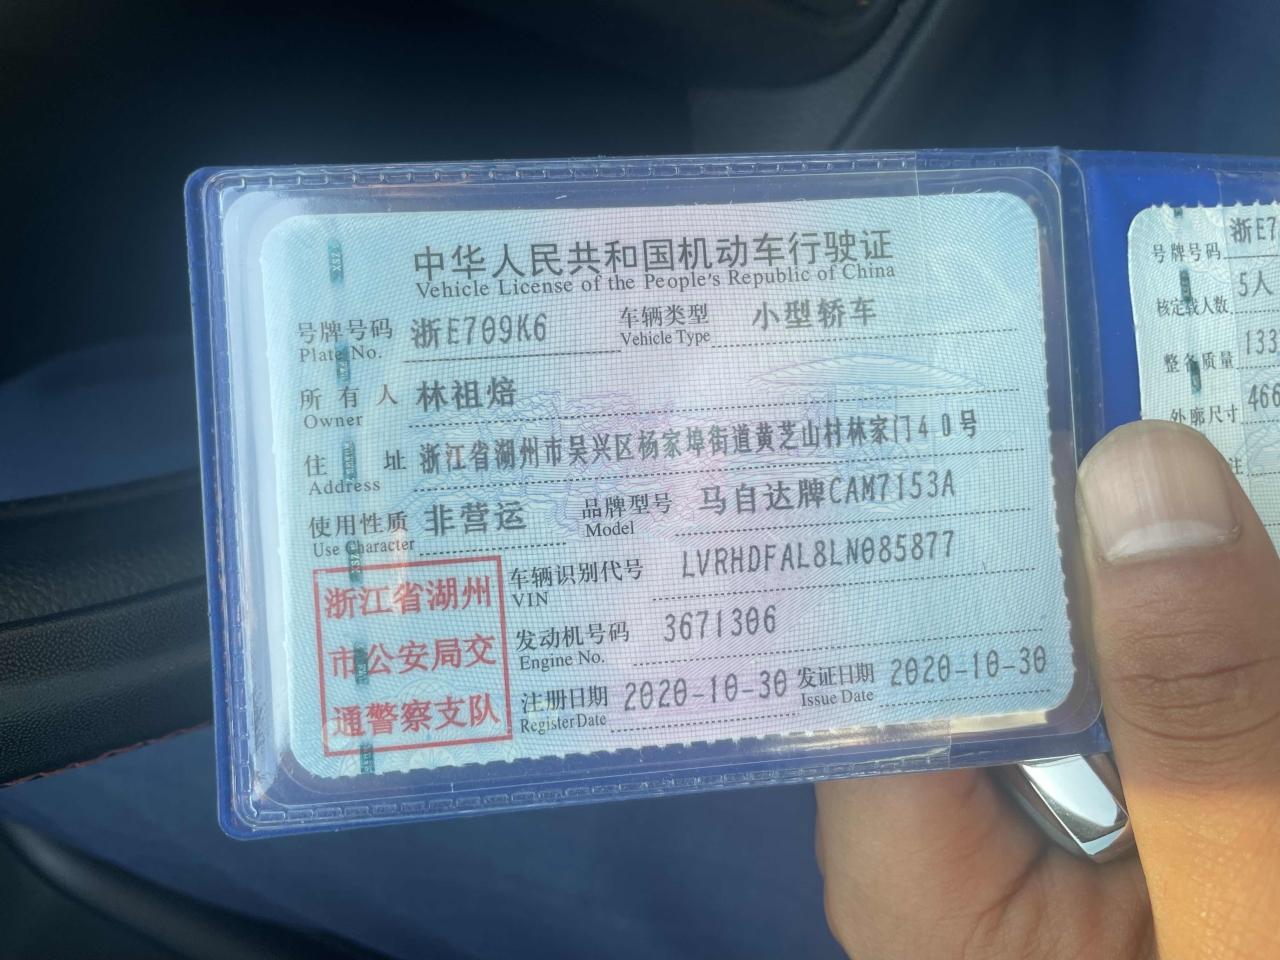 中华人民共和国机动车行驶证
Vehicle License of the People's Republic of China
号牌号码 浙E709K6 车辆类型 小型轿车
Plate No. Vehicle Type
所有人 林祖焙
Owner
住址 浙江省湖州市吴兴区杨家埠街道黄芝山村林家门40号
Address
使用性质 非营运 品牌型号 马自达牌CAM7153A
Use Character Model
车辆识别代号 LVRHDFAL8LN085877
VIN
发动机号码 3671306
Engine No.
注册日期 2020-10-30 发证日期 2020-10-30
Register Date Issue Date
浙江省湖州
市公安局交
通警察支队
号牌号码 浙E7
核定载人数 5人
整备质量 133
外廓尺寸 466